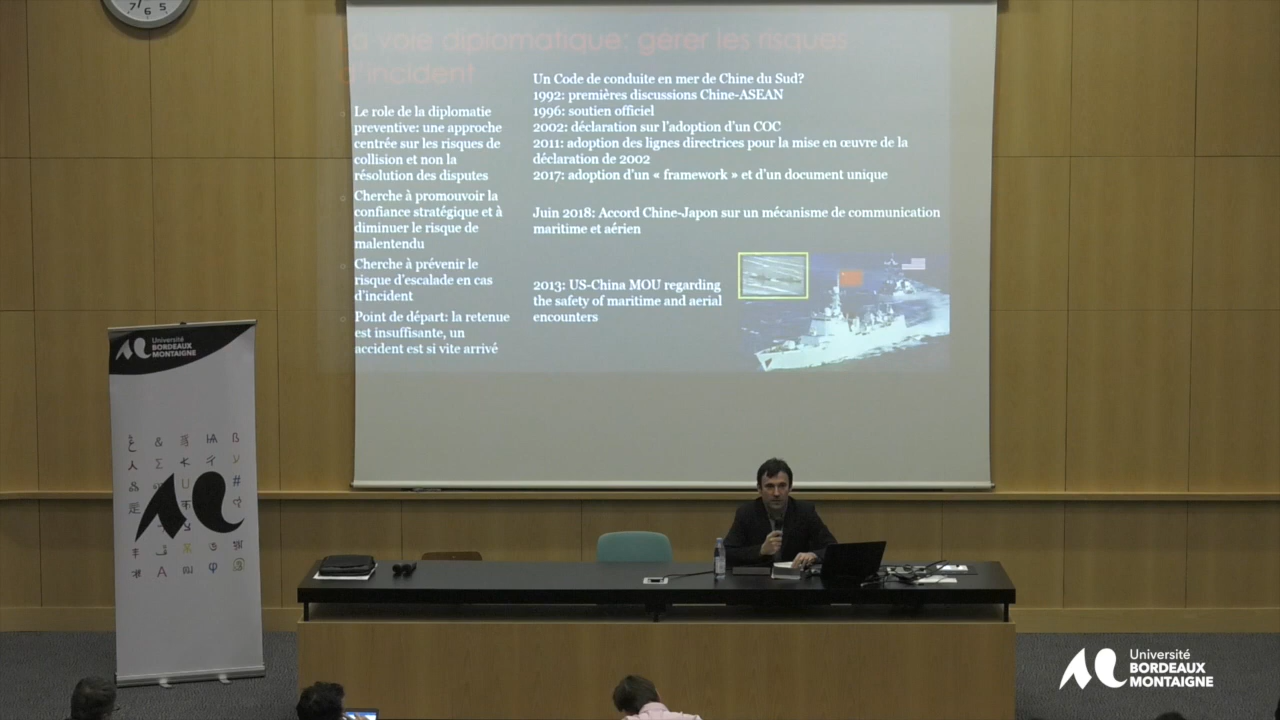 La voie diplomatique: gérer les risques
d'incident
Le role de la diplomatie
preventive: une approche
centrée sur les risques de
collision et non la
résolution des disputes
Cherche à promouvoir la
confiance stratégique et à
diminuer le risque de
malentendu
Cherche à prévenir le
risque d'escalade en cas
d'incident
Point de départ: la retenue
est insuffisante, un
accident est si vite arrivé
Un Code de conduite en mer de Chine du Sud?
1992: premières discussions Chine-ASEAN
1996: soutien officiel
2002: déclaration sur l'adoption d'un COC
2011: adoption des lignes directrices pour la mise en œuvre de la
déclaration de 2002
2017: adoption d'un « framework » et d'un document unique
Juin 2018: Accord Chine-Japon sur un mécanisme de communication
maritime et aérien
2013: US-China MOU regarding
the safety of maritime and aerial
encounters
7 6 5
Université
BORDEAUX
MONTAIGNE
Université
BORDEAUX
MONTAIGNE